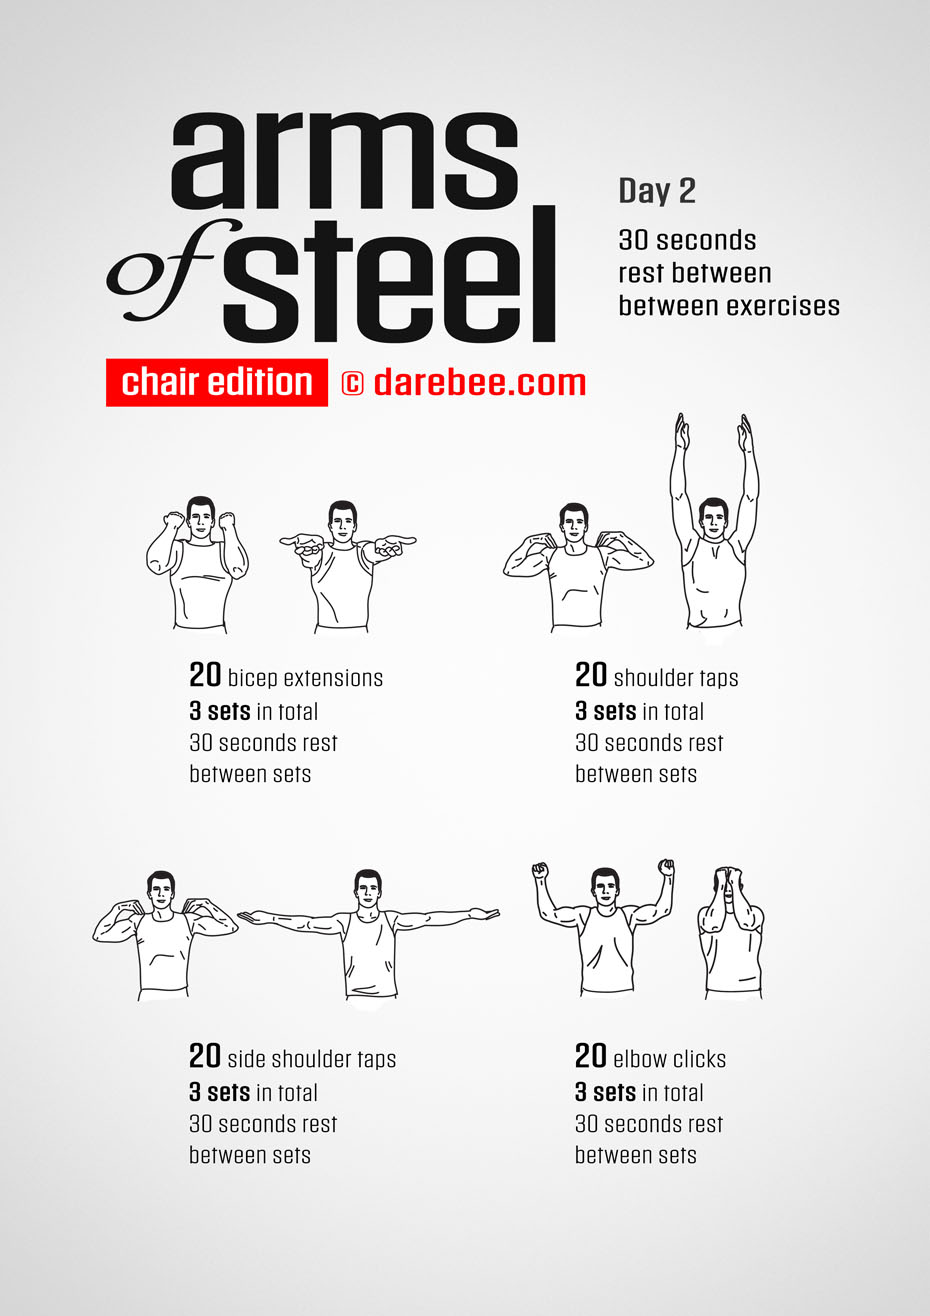 arms
of steel
chair edition © darebee.com
Day 2
30 seconds
rest between
between exercises
20 bicep extensions
3 sets in total
30 seconds rest
between sets
20 shoulder taps
3 sets in total
30 seconds rest
between sets
20 side shoulder taps
3 sets in total
30 seconds rest
between sets
20 elbow clicks
3 sets in total
30 seconds rest
between sets